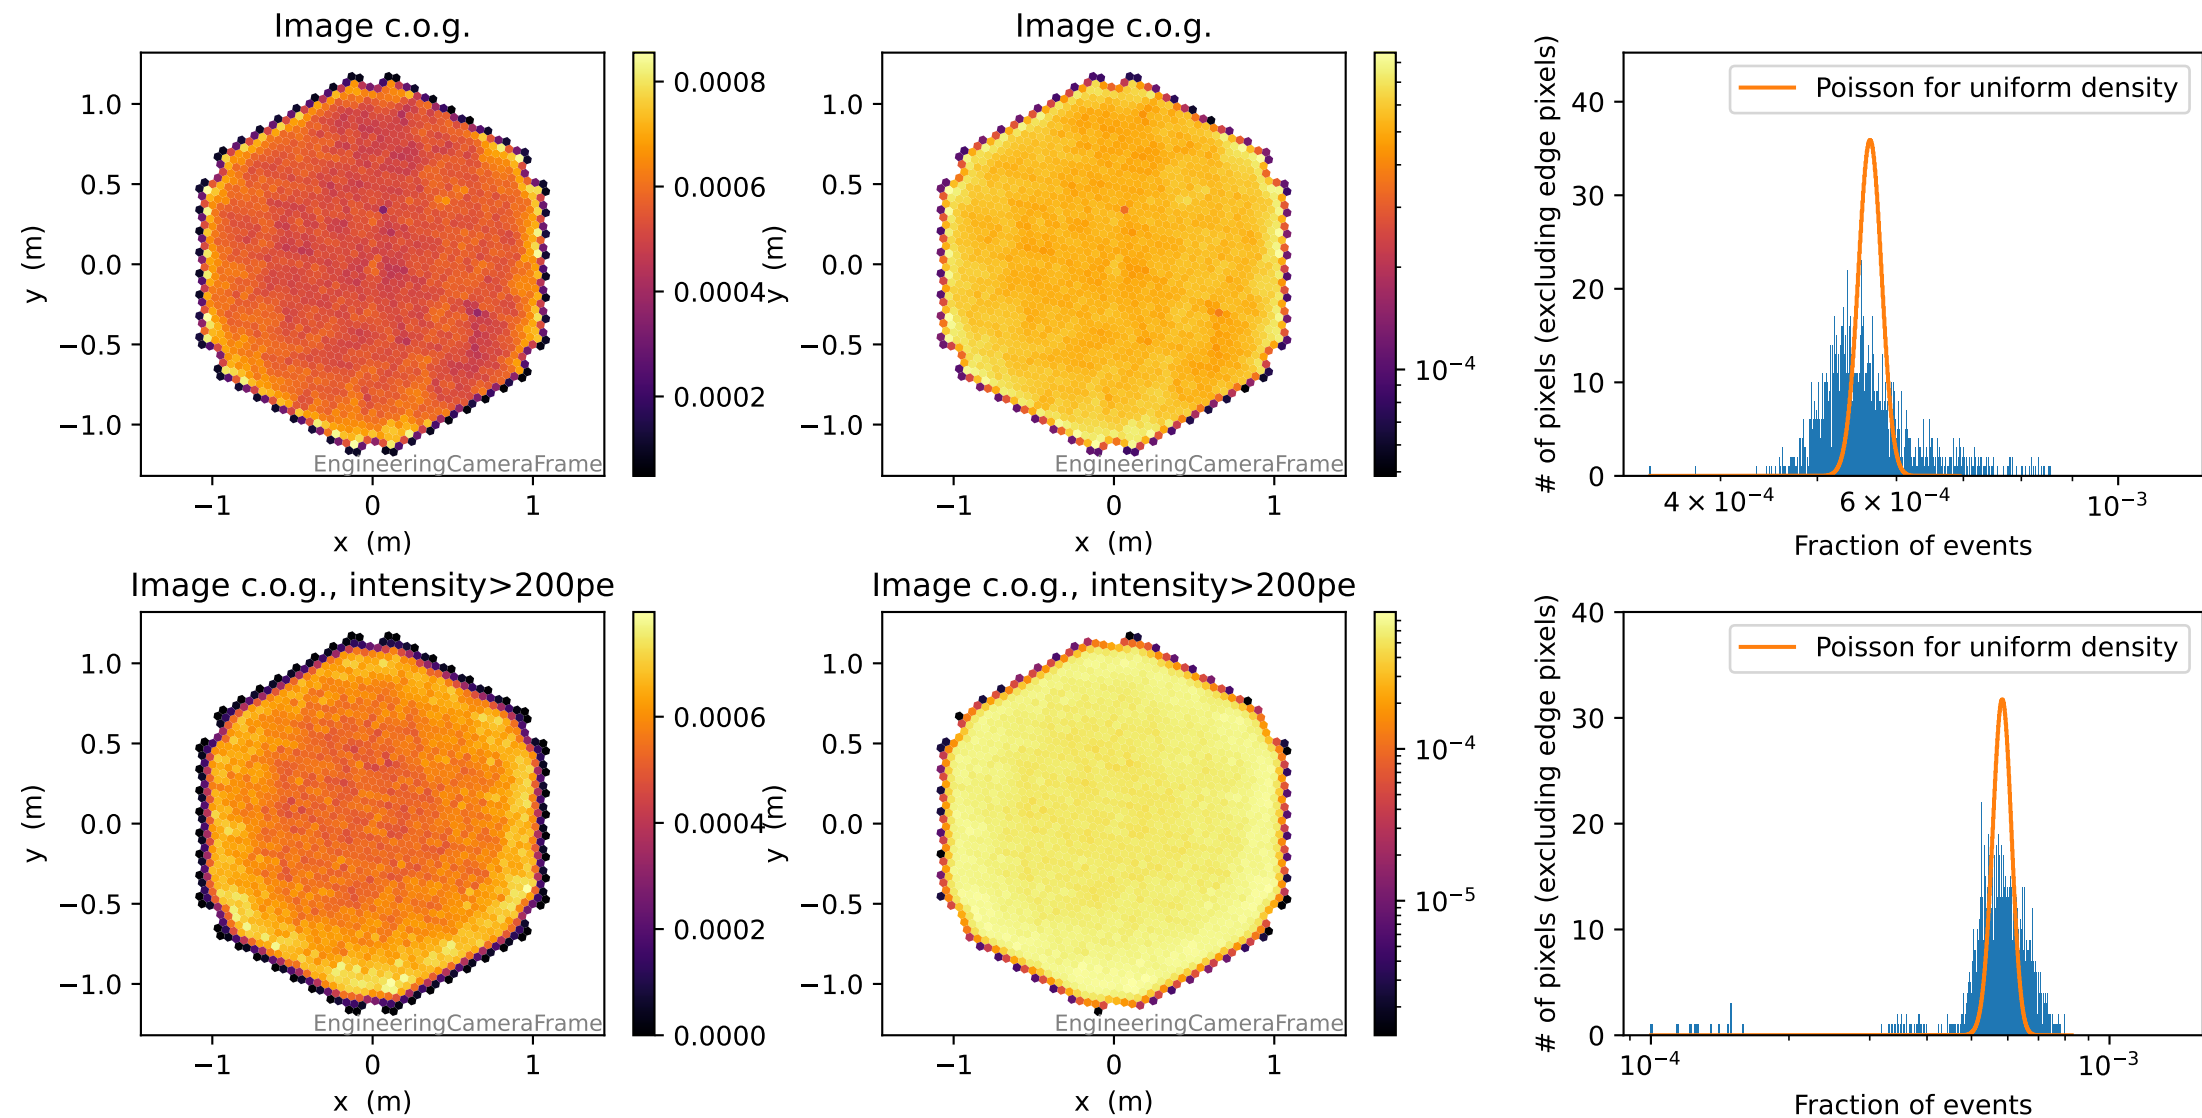 Image c.o.g.
y (m)
1.0
0.5
0.0
−0.5
−1.0
−1 0 1
x (m)
EngineeringCameraFrame
0.0008
0.0006
0.0004
0.0002
Image c.o.g.
y (m)
1.0
0.5
0.0
−0.5
−1.0
−1 0 1
x (m)
EngineeringCameraFrame
10⁻⁴
# of pixels (excluding edge pixels)
40
30
20
10
0
Poisson for uniform density
4 × 10⁻⁴ 6 × 10⁻⁴ 10⁻³
Fraction of events
Image c.o.g., intensity>200pe
y (m)
1.0
0.5
0.0
−0.5
−1.0
−1 0 1
x (m)
EngineeringCameraFrame
0.0006
0.0004
0.0002
0.0000
Image c.o.g., intensity>200pe
y (m)
1.0
0.5
0.0
−0.5
−1.0
−1 0 1
x (m)
EngineeringCameraFrame
10⁻⁴
10⁻⁵
# of pixels (excluding edge pixels)
40
30
20
10
0
Poisson for uniform density
10⁻⁴ 10⁻³
Fraction of events